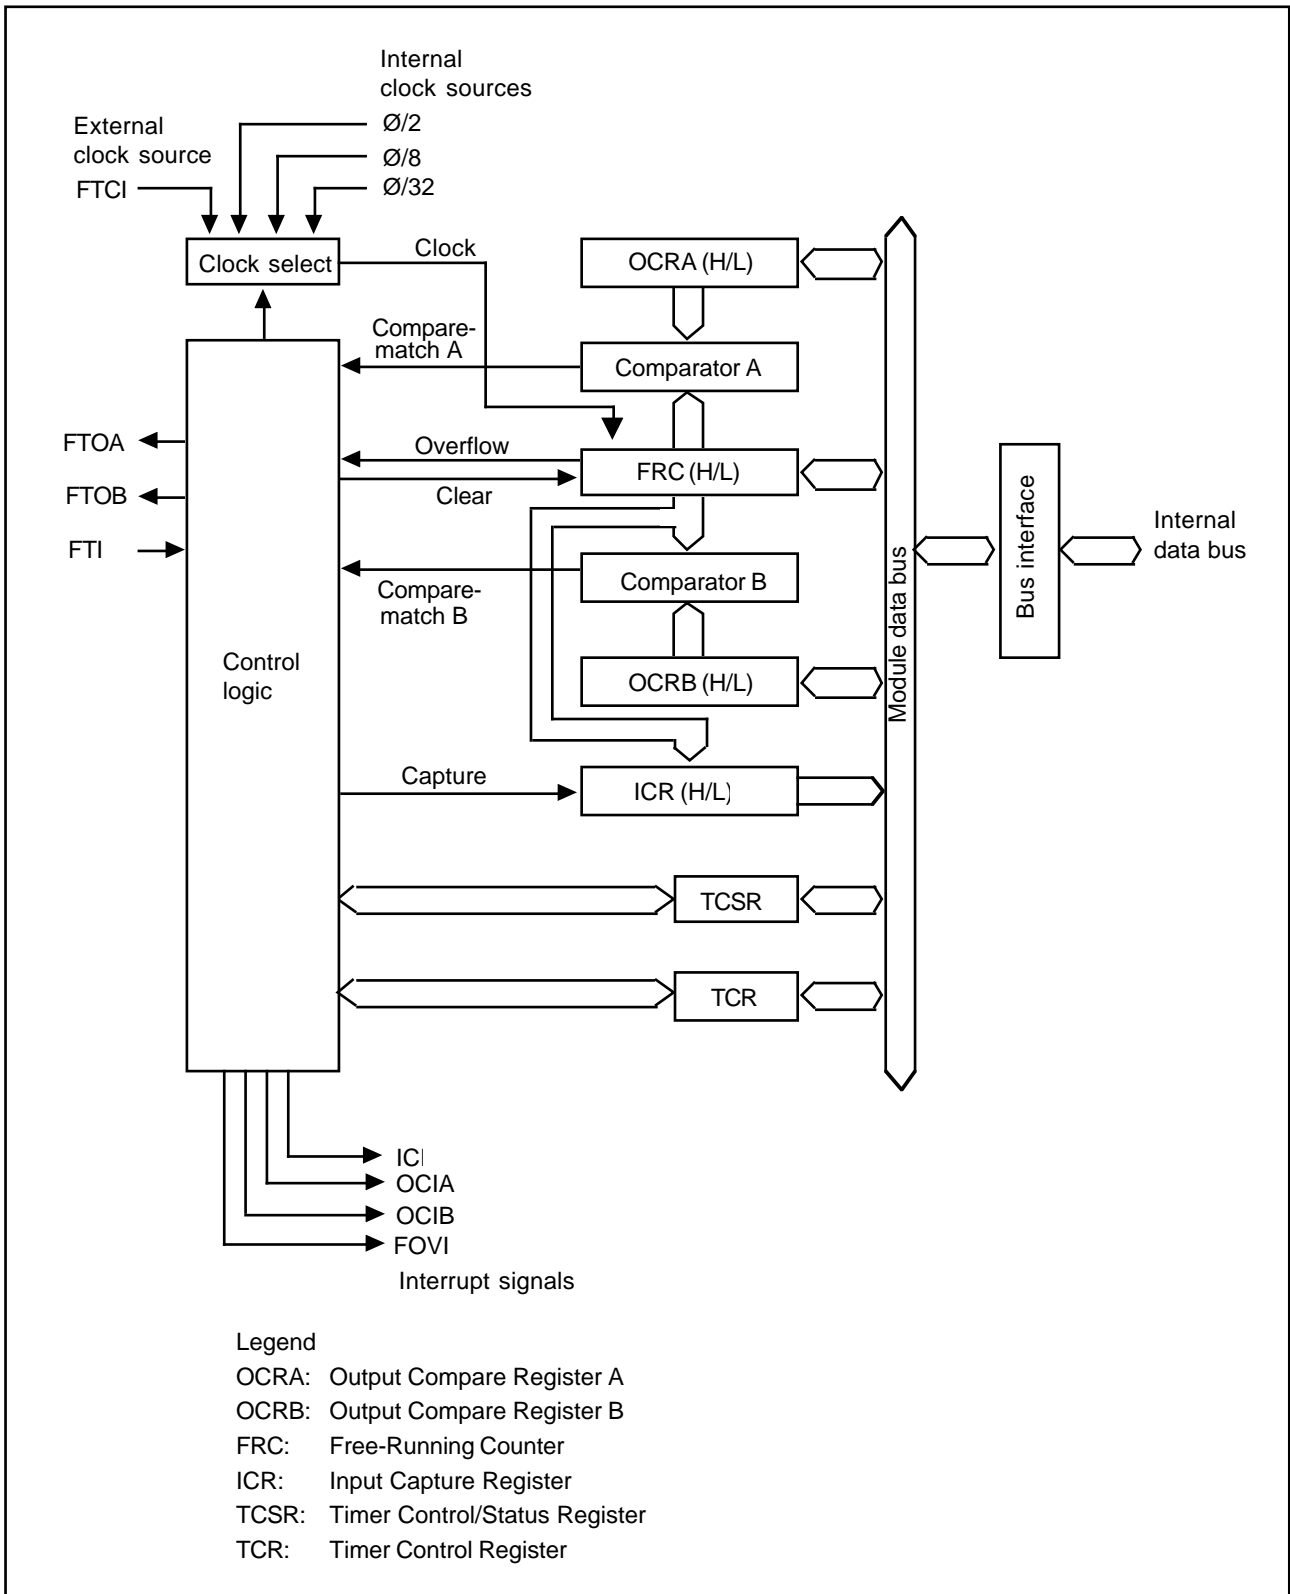 Internal
clock sources
Ø/2
External
clock source
Ø/8
FTCI
Ø/32
Clock select
Clock
OCRA (H/L)
Compare-
match A
Comparator A
FTOA
Overflow
FRC (H/L)
Clear
FTOB
FTI
Comparator B
Compare-
match B
Control
logic
OCRB (H/L)
Module data bus
Bus interface
Internal
data bus
Capture
ICR (H/L)
TCSR
TCR
ICI
OCIA
OCIB
FOVI
Interrupt signals
Legend
OCRA: Output Compare Register A
OCRB: Output Compare Register B
FRC: Free-Running Counter
ICR: Input Capture Register
TCSR: Timer Control/Status Register
TCR: Timer Control Register